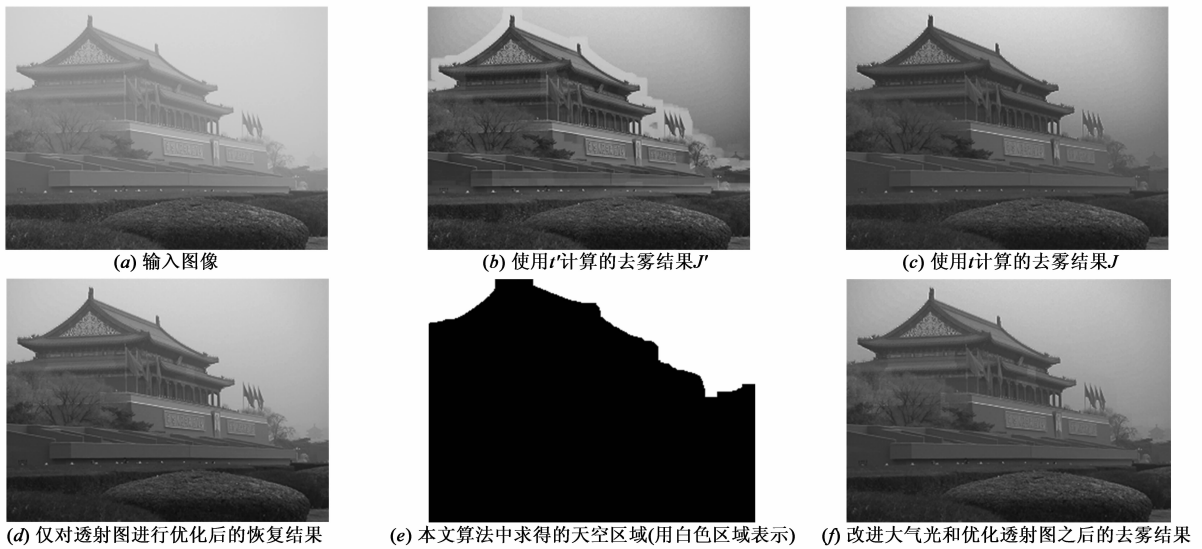 (a) 输入图像
(b) 使用t'计算的去雾结果J'
(c) 使用t计算的去雾结果J
(d) 仅对透射图进行优化后的恢复结果
(e) 本文算法中求得的天空区域(用白色区域表示)
(f) 改进大气光和优化透射图之后的去雾结果